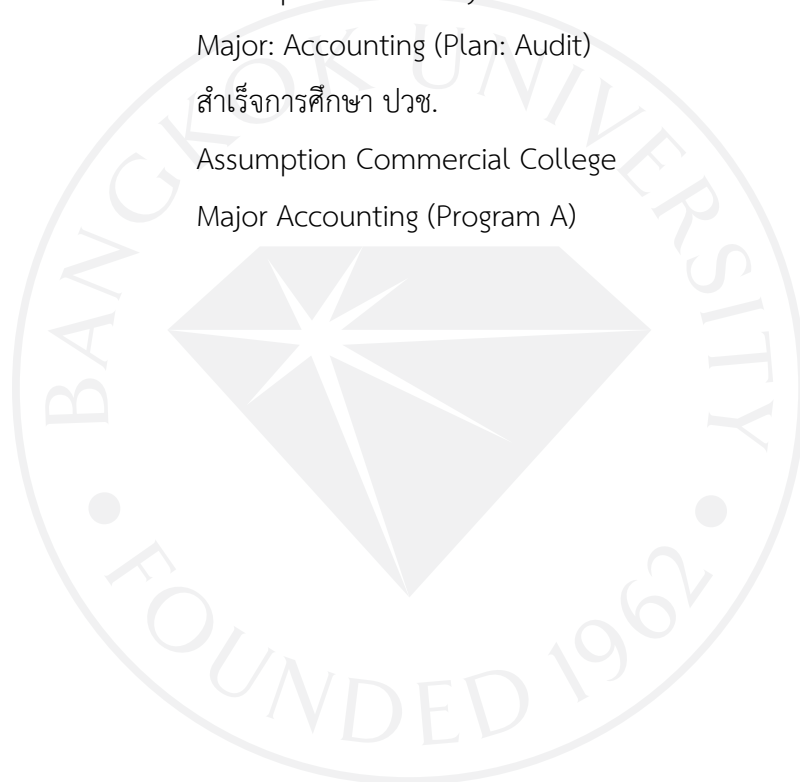 Major: Accounting (Plan: Audit)
สำเร็จการศึกษา ปวช.
Assumption Commercial College
Major Accounting (Program A)
BANGKOK UNIVERSITY
FOUNDED 1962